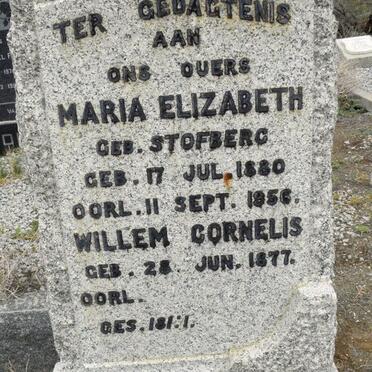 TER GEDAGTENIS
AAN
ONS OUERS
MARIA ELIZABETH
GEB. STOFBERG
GEB. 17 JUL. 1880
OORL. 11 SEPT. 1956.
WILLEM CORNELIS
GEB. 28 JUN. 1877.
OORL.
GES.